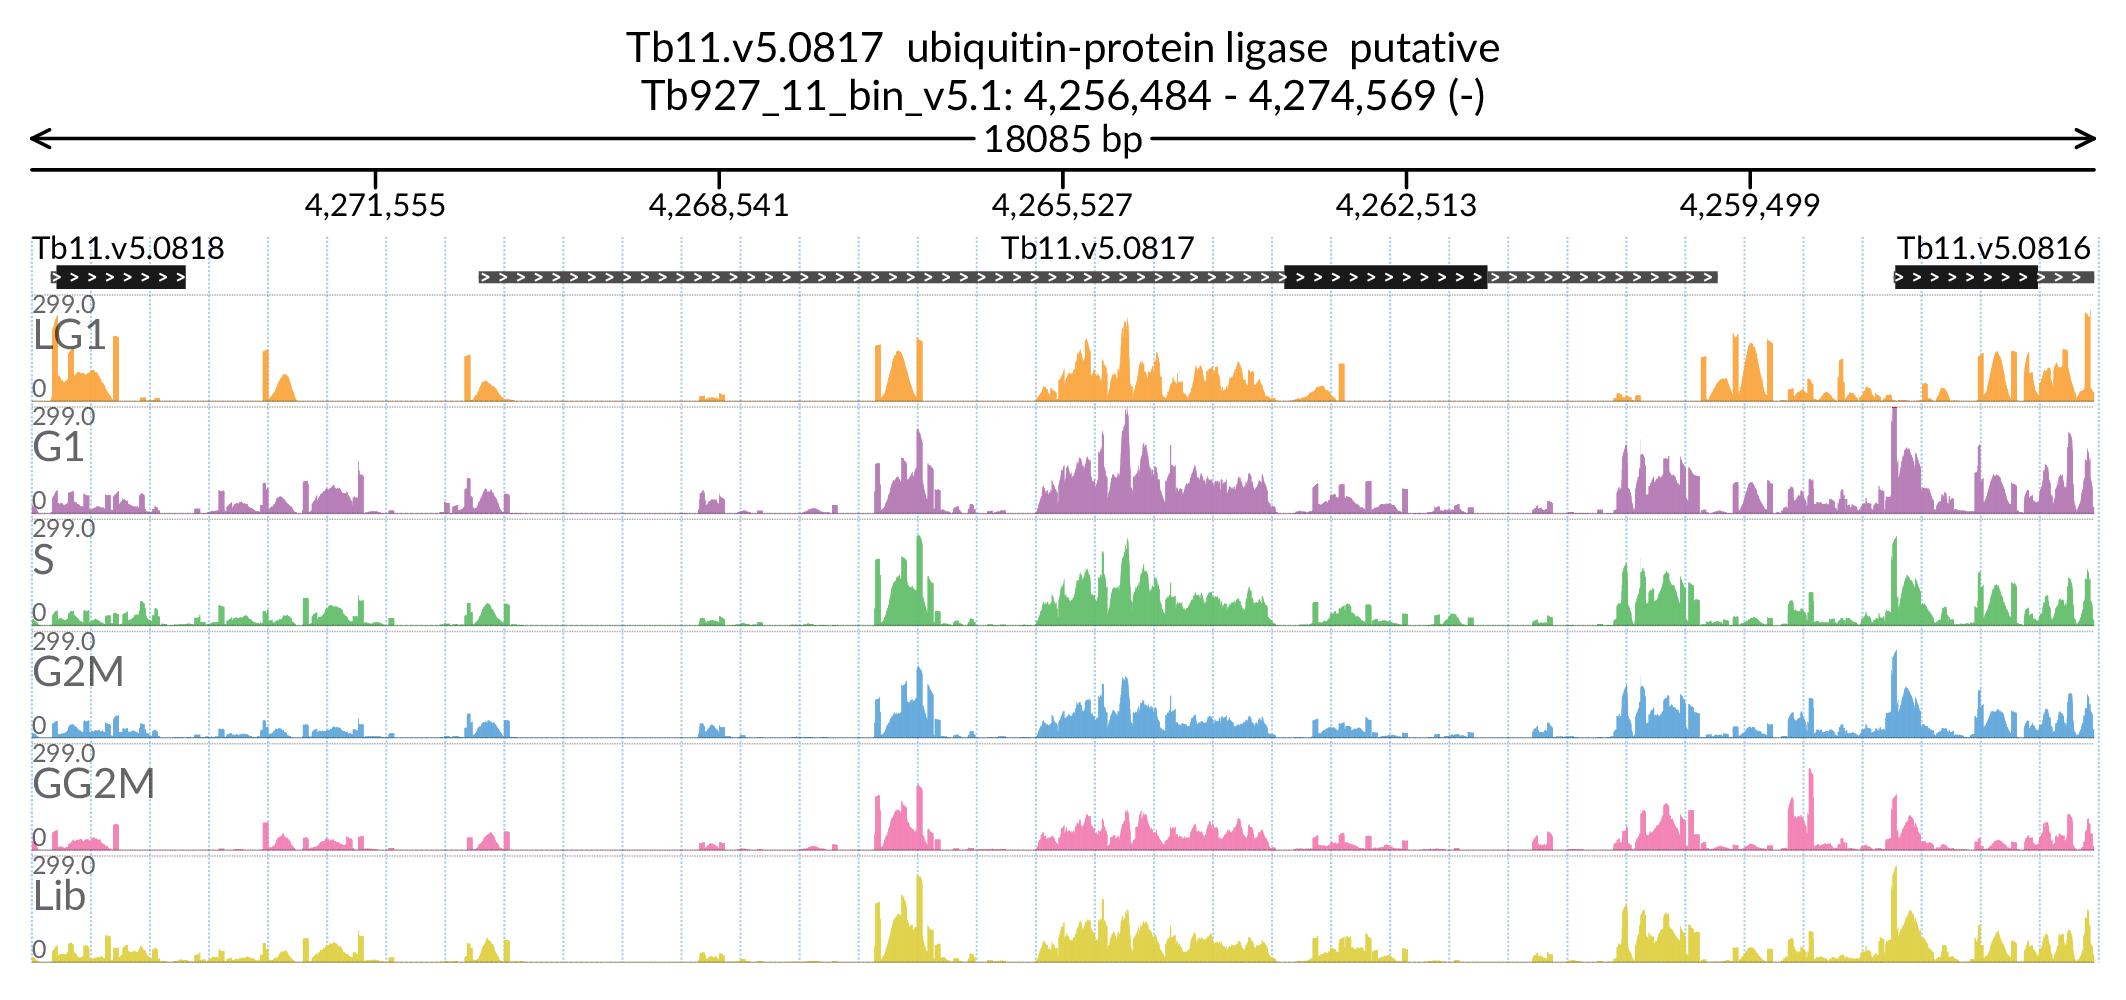 Tb11.v5.0817 ubiquitin-protein ligase putative
Tb927_11_bin_v5.1: 4,256,484 - 4,274,569 (-)
18085 bp
4,271,555 4,268,541 4,265,527 4,262,513 4,259,499
Tb11.v5.0818 Tb11.v5.0817 Tb11.v5.0816
299.0
LG1
0
299.0
G1
0
299.0
S
0
299.0
G2M
0
299.0
GG2M
0
299.0
Lib
0